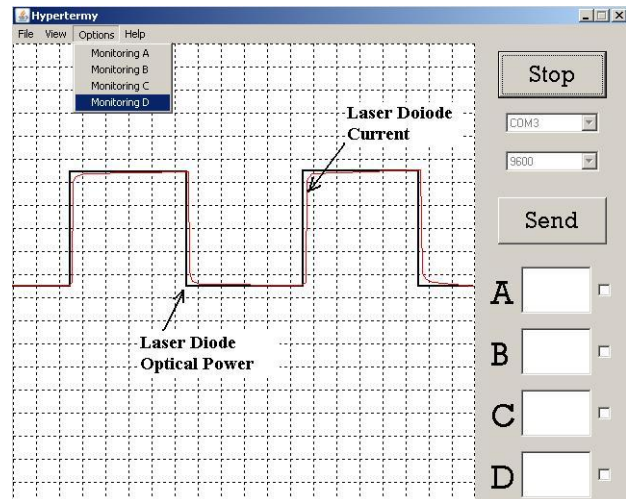 Hypertermy
File View Options Help
Monitoring A
Monitoring B
Monitoring C
Monitoring D
Laser Doiode
Current
Laser Diode
Optical Power
Stop
COM3
9600
Send
A
B
C
D